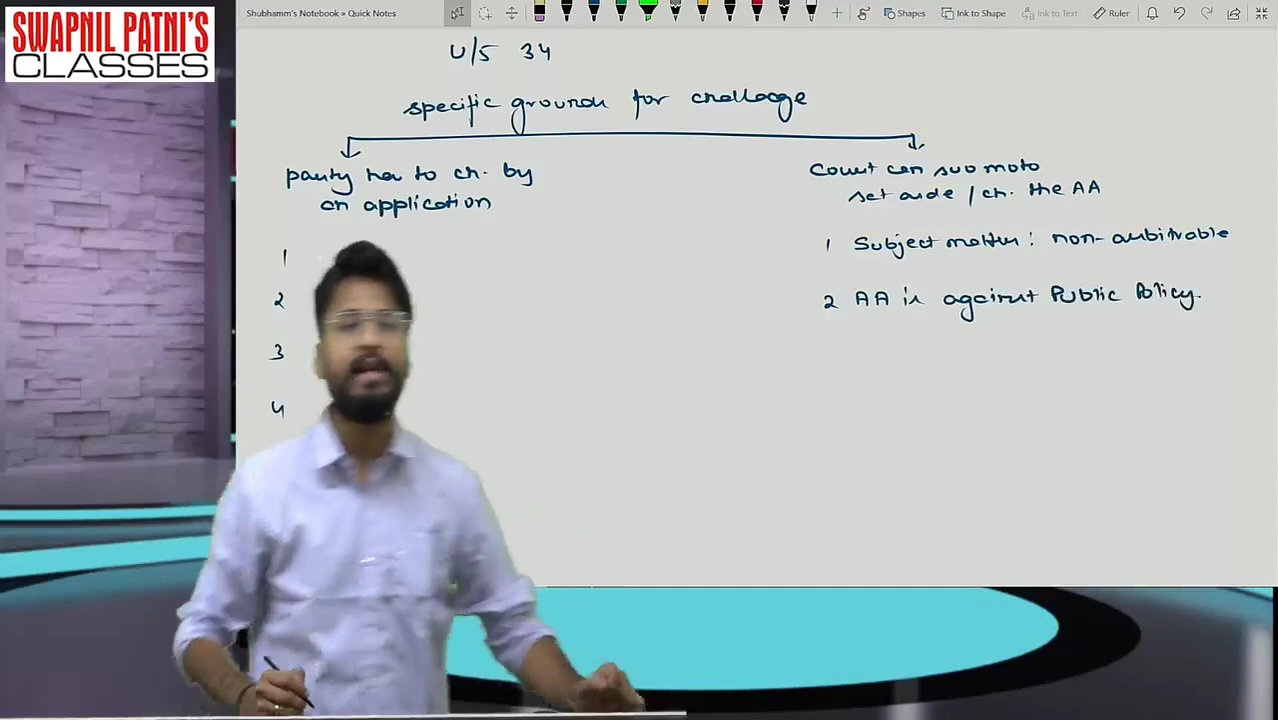 SWAPNIL PATNI'S
CLASSES
Shubhamm's Notebook » Quick Notes
Shapes
Ink to Shape
Ink to Text
Ruler
U/S 34
specific grounds for challenge
party has to ch. by
an application
1
2
3
4
Court can suo moto
set aside / ch. the AA
1 Subject matter : non-arbitrable
2 AA is against Public Policy.